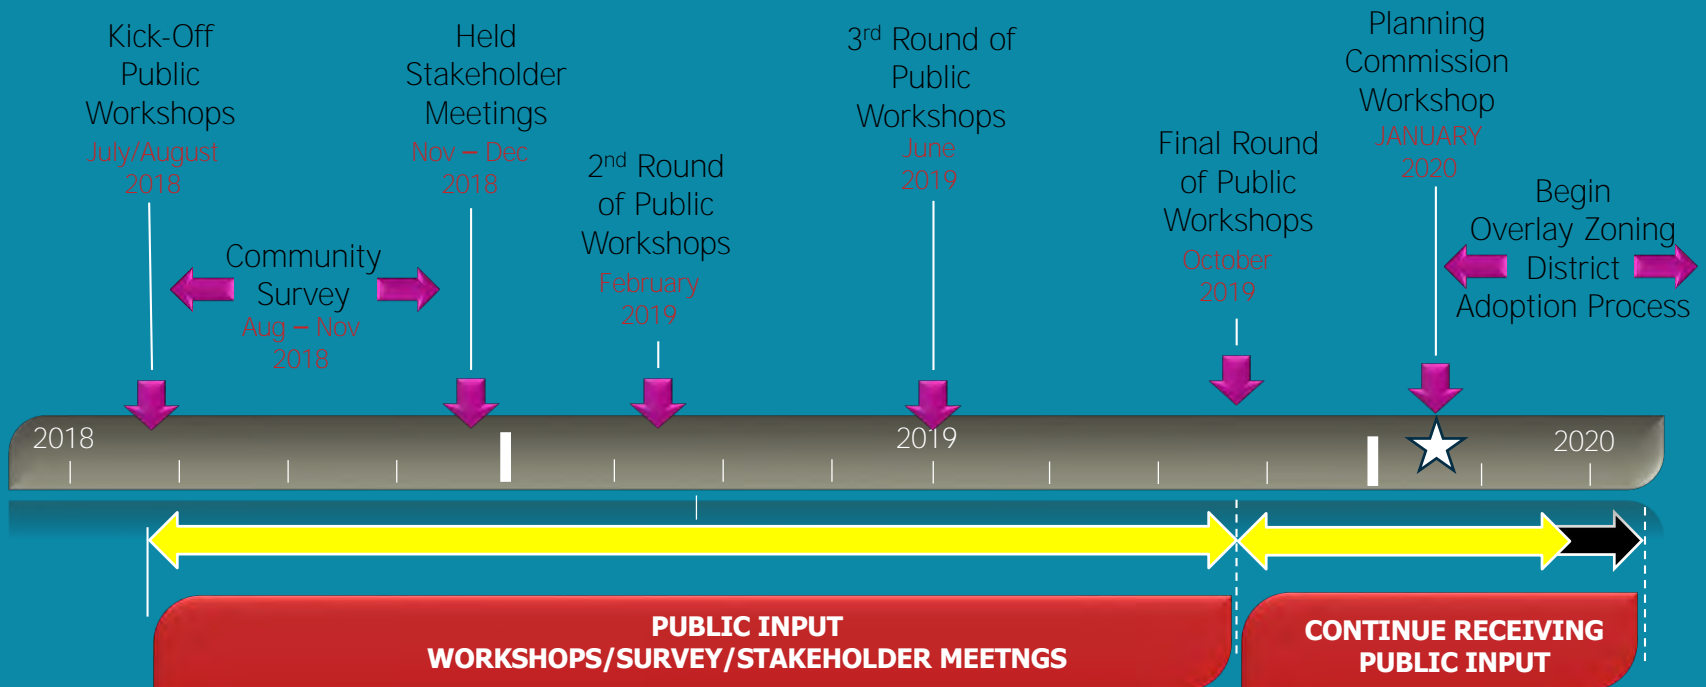 Kick-Off
Public
Workshops
July/August
2018
Community
Survey
Aug – Nov
2018
Held
Stakeholder
Meetings
Nov – Dec
2018
2nd Round
of Public
Workshops
February
2019
3rd Round of
Public
Workshops
June
2019
Final Round
of Public
Workshops
October
2019
Planning
Commission
Workshop
JANUARY
2020
Begin
Overlay Zoning
District
Adoption Process
2018
2019
2020
PUBLIC INPUT
WORKSHOPS/SURVEY/STAKEHOLDER MEETNGS
CONTINUE RECEIVING
PUBLIC INPUT